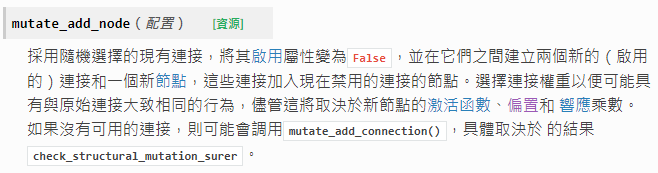 mutate_add_node ( 配置 ) [資源]
採用隨機選擇的現有連接，將其啟用屬性變為 False ，並在它們之間建立兩個新的（啟用
的）連接和一個新節點，這些連接加入現在禁用的連接的節點。選擇連接權重以便可能具
有與原始連接大致相同的行為，儘管這將取決於新節點的激活函數、偏置和 響應乘數。
如果沒有可用的連接，則可能會調用 mutate_add_connection() ，具體取決於 的結果
check_structural_mutation_surer 。